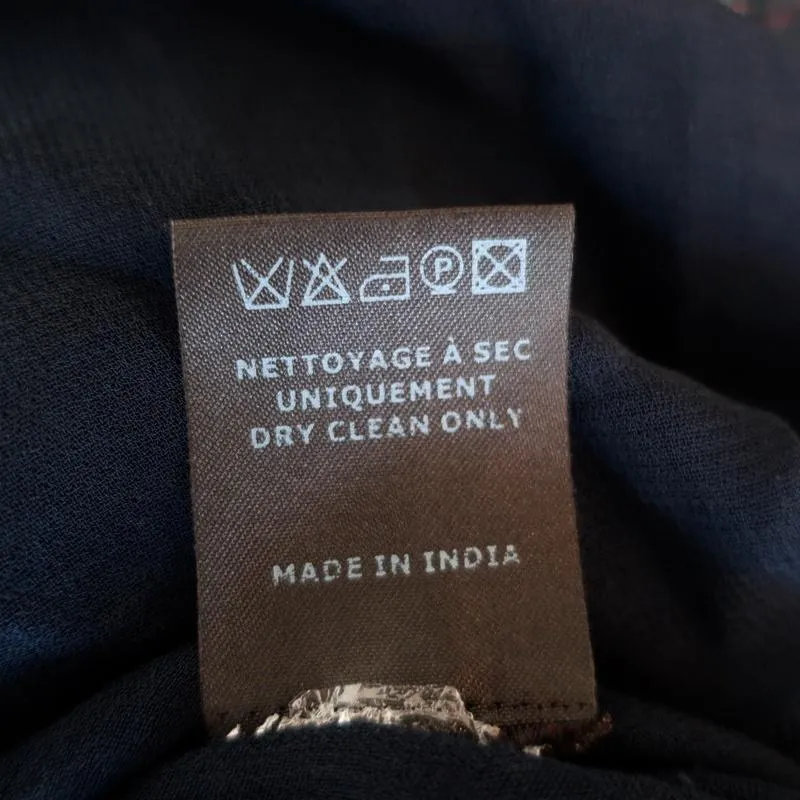 P
NETTOYAGE À SEC
UNIQUEMENT
DRY CLEAN ONLY
MADE IN INDIA